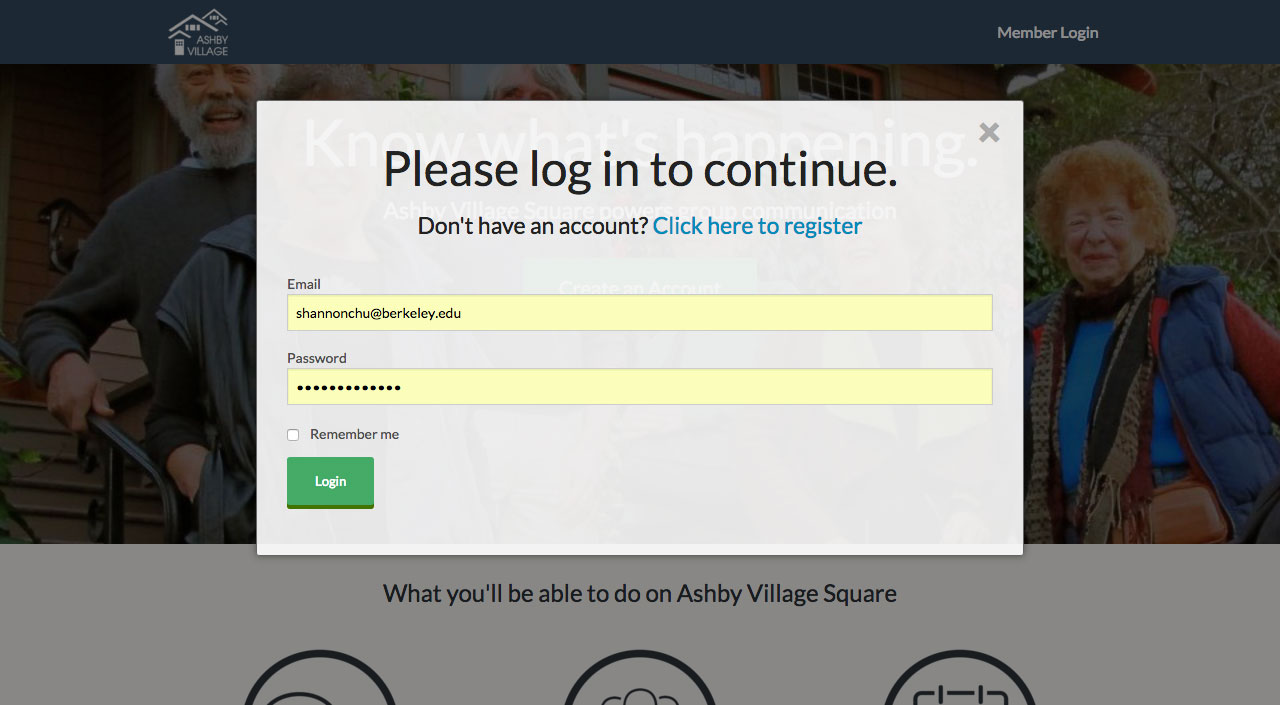 ASHBY
VILLAGE
Member Login
Know what's happening.
Please log in to continue.
Ashby Village Square powers group communication
Don't have an account? Click here to register
Create an Account
Email
shannonchu@berkeley.edu
Password
•••••••••••••
Remember me
Login
What you'll be able to do on Ashby Village Square